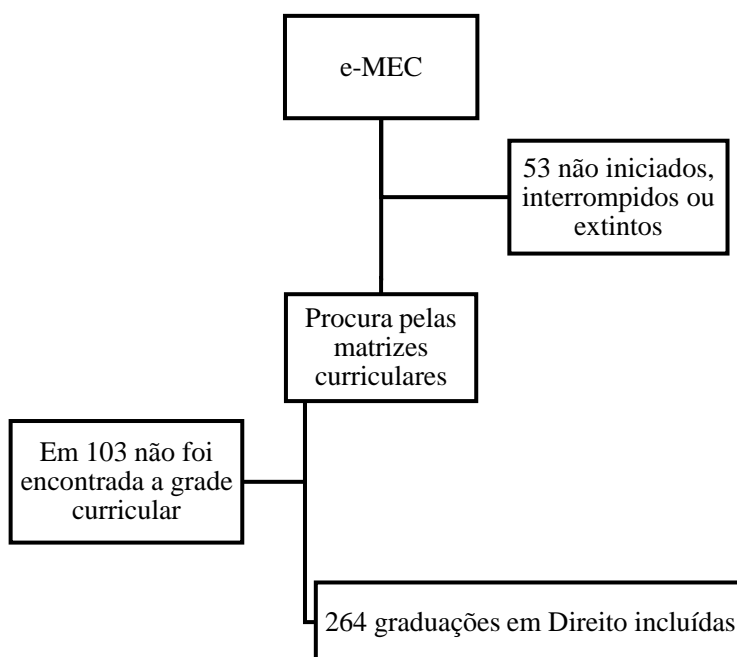 e-MEC
53 não iniciados,
interrompidos ou
extintos
Procura pelas
matrizes
curriculares
Em 103 não foi
encontrada a grade
curricular
264 graduações em Direito incluídas